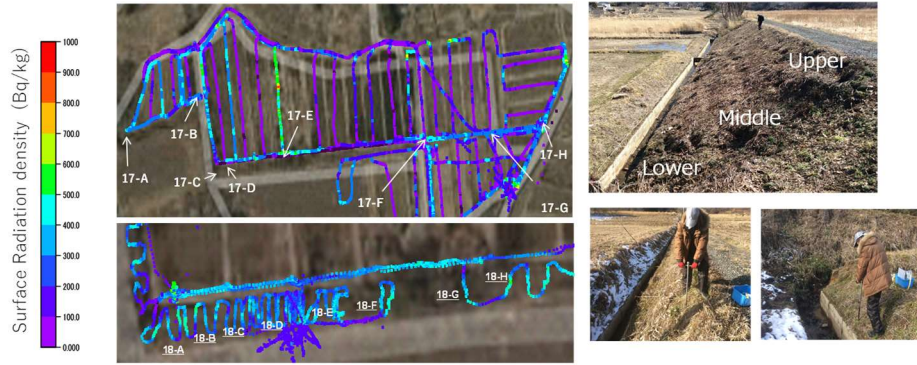 Surface Radiation density (Bq/kg)
1000
900.0
800.0
700.0
600.0
500.0
400.0
300.0
200.0
100.0
0.000
17-A
17-B
17-C
17-D
17-E
17-F
17-G
17-H
18-A
18-B
18-C
18-D
18-E
18-F
18-G
18-H
Upper
Middle
Lower